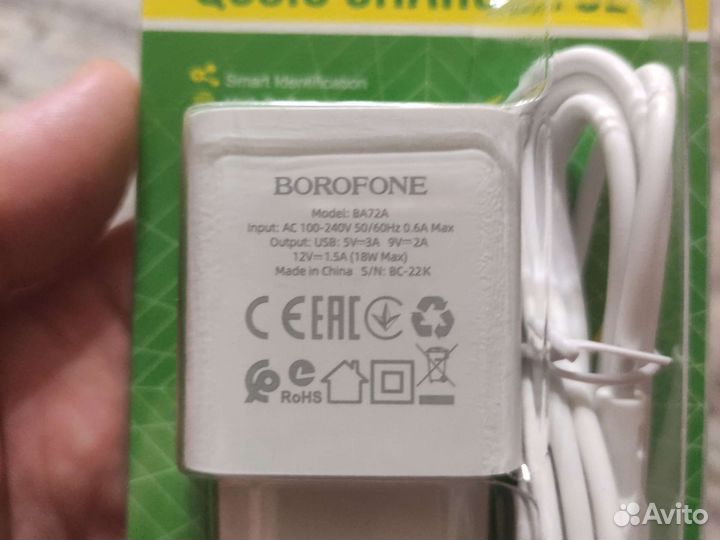 Smart Identification
BOROFONE
Model: BA72A
Input: AC 100-240V 50/60Hz 0.6A Max
Output: USB: 5V⎓3A 9V⎓2A
12V⎓1.5A (18W Max)
Made in China S/N: BC-22K
CE EAC
RoHS
Avito